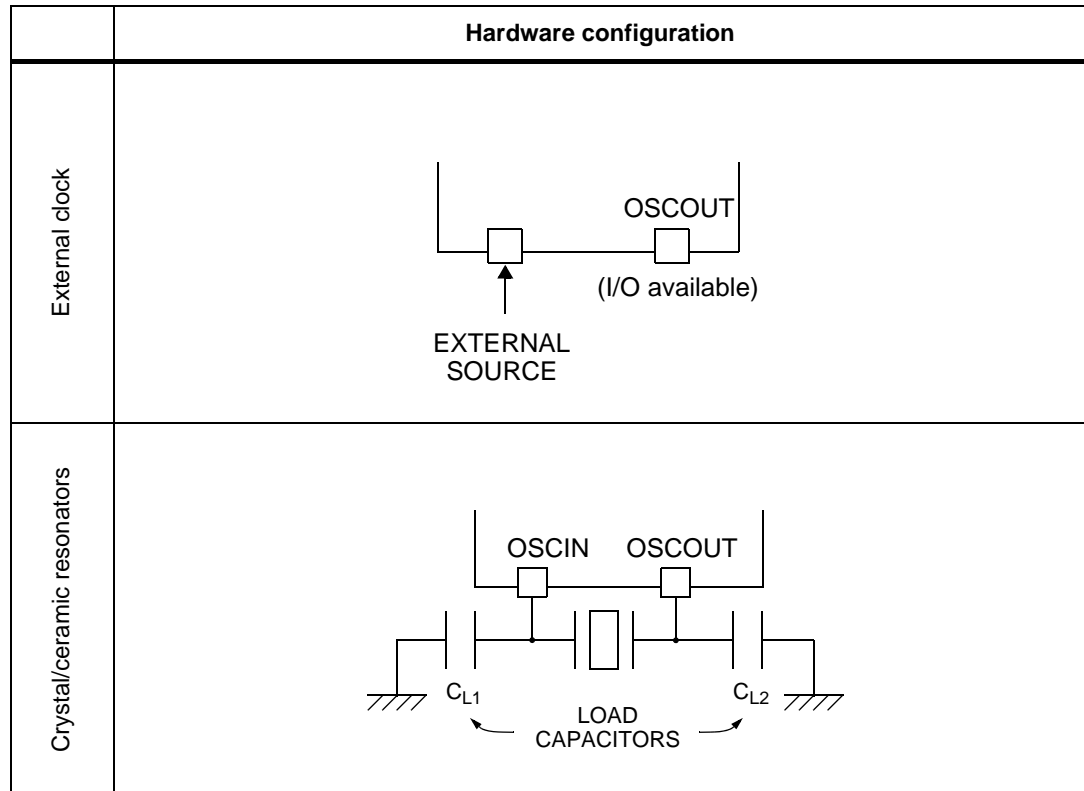 Hardware configuration
External clock
OSCOUT
(I/O available)
EXTERNAL
SOURCE
Crystal/ceramic resonators
OSCIN OSCOUT
CL1 CL2
LOAD
CAPACITORS